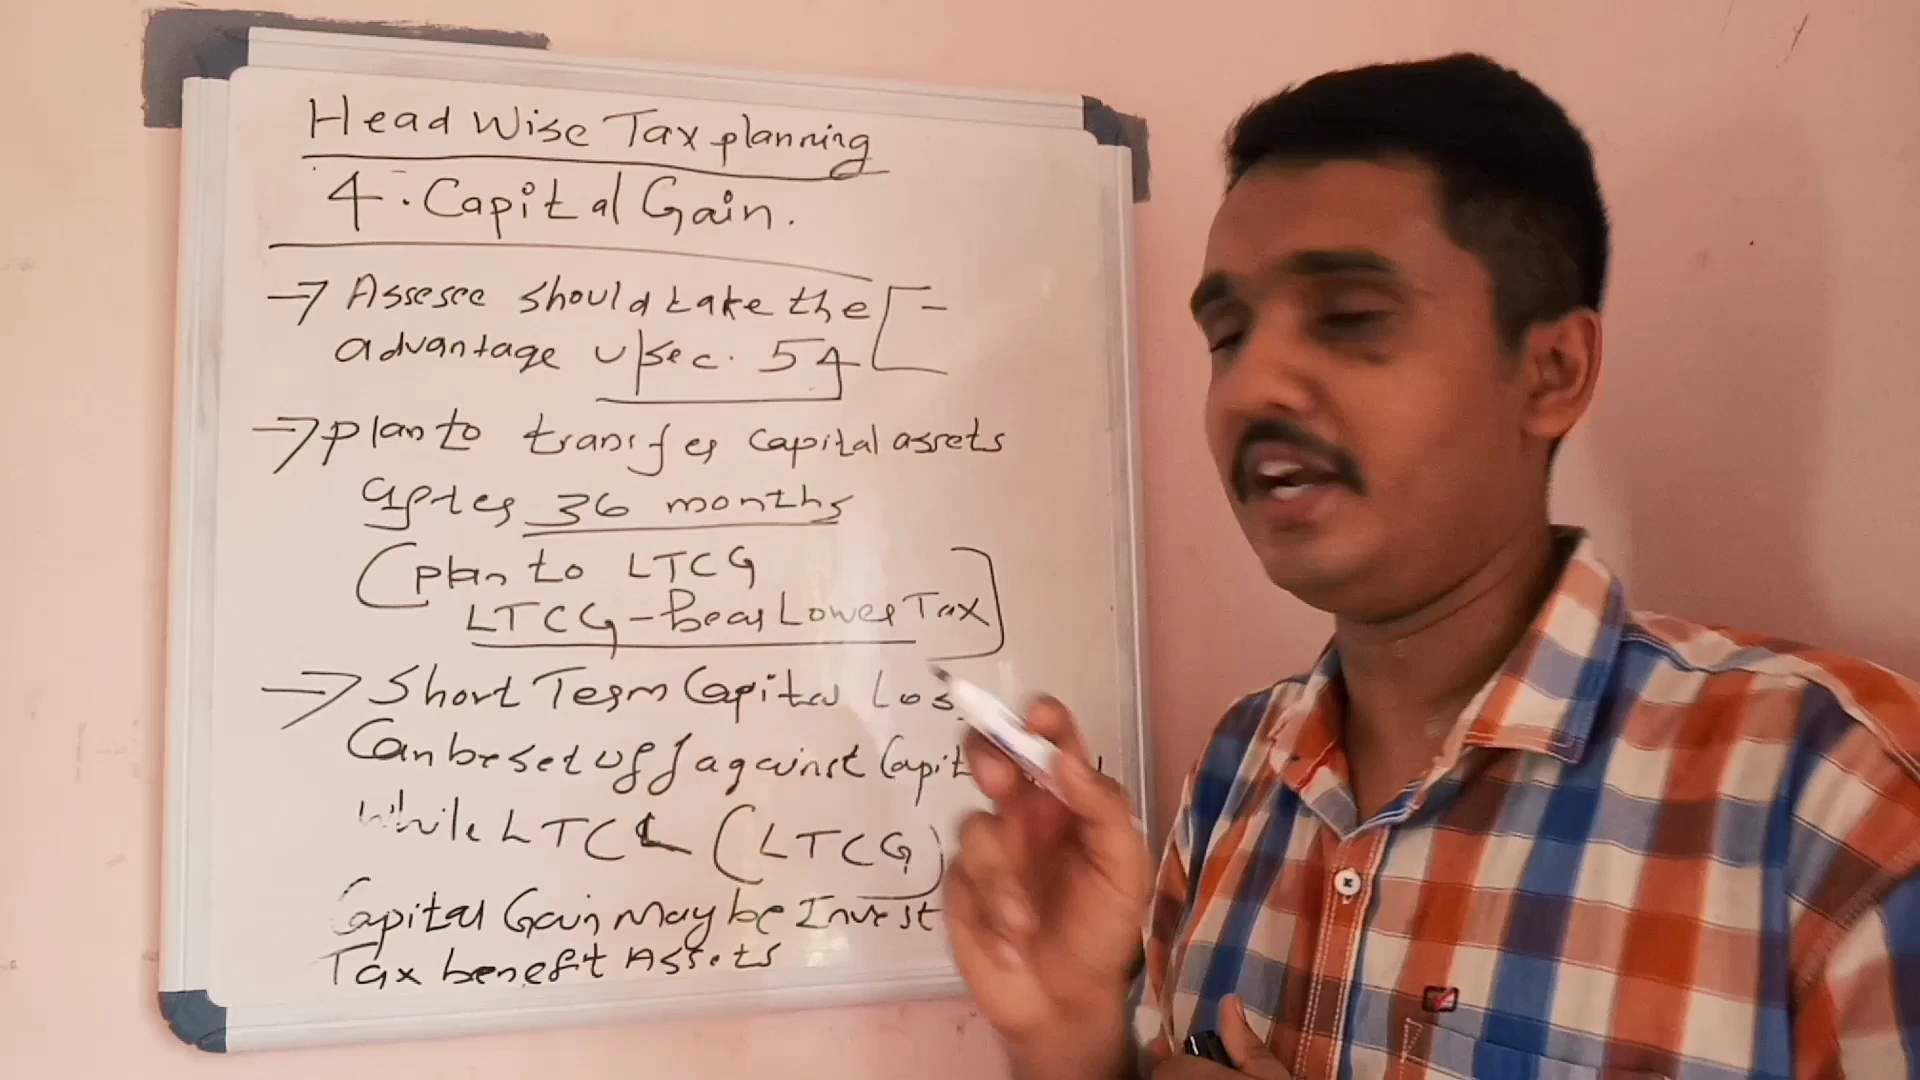 Head Wise Tax planning
4. Capital Gain.
→ Assesee should take the
advantage u/sec. 54
→ plan to transfer capital assets
after 36 months
(plan to LTCG
LTCG - Bear Lower Tax)
→ Short Term Capital Los
Can be set off against Capit
While LTCL (LTCG)
Capital Gain may be Invest
Tax benefit Assets